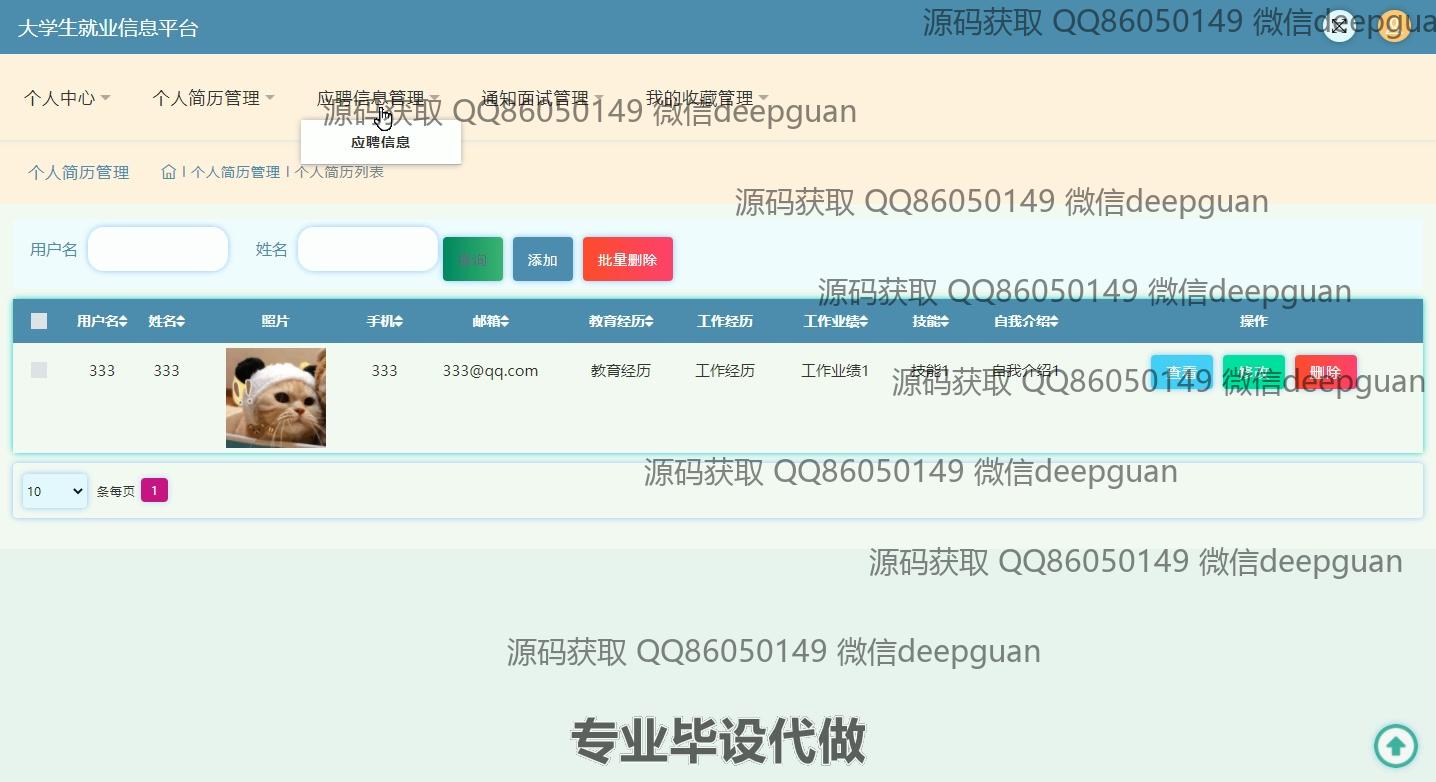 大学生就业信息平台
源码获取 QQ86050149 微信deepgua
个人中心 个人简历管理 应聘信息管理 通知面试管理 我的收藏管理
源码获取 QQ86050149 微信deepguan
应聘信息
个人简历管理 个人简历管理 个人简历列表
源码获取 QQ86050149 微信deepguan
用户名 姓名 查询 添加 批量删除
源码获取 QQ86050149 微信deepguan
用户名 姓名 照片 手机 邮箱 教育经历 工作经历 工作业绩 技能 自我介绍 操作
333 333 333 333@qq.com 教育经历 工作经历 工作业绩1 技能1 自我介绍1 查看 修改 删除
源码获取 QQ86050149 微信deepguan
源码获取 QQ86050149 微信deepguan
10 条每页 1
源码获取 QQ86050149 微信deepguan
源码获取 QQ86050149 微信deepguan
专业毕设代做